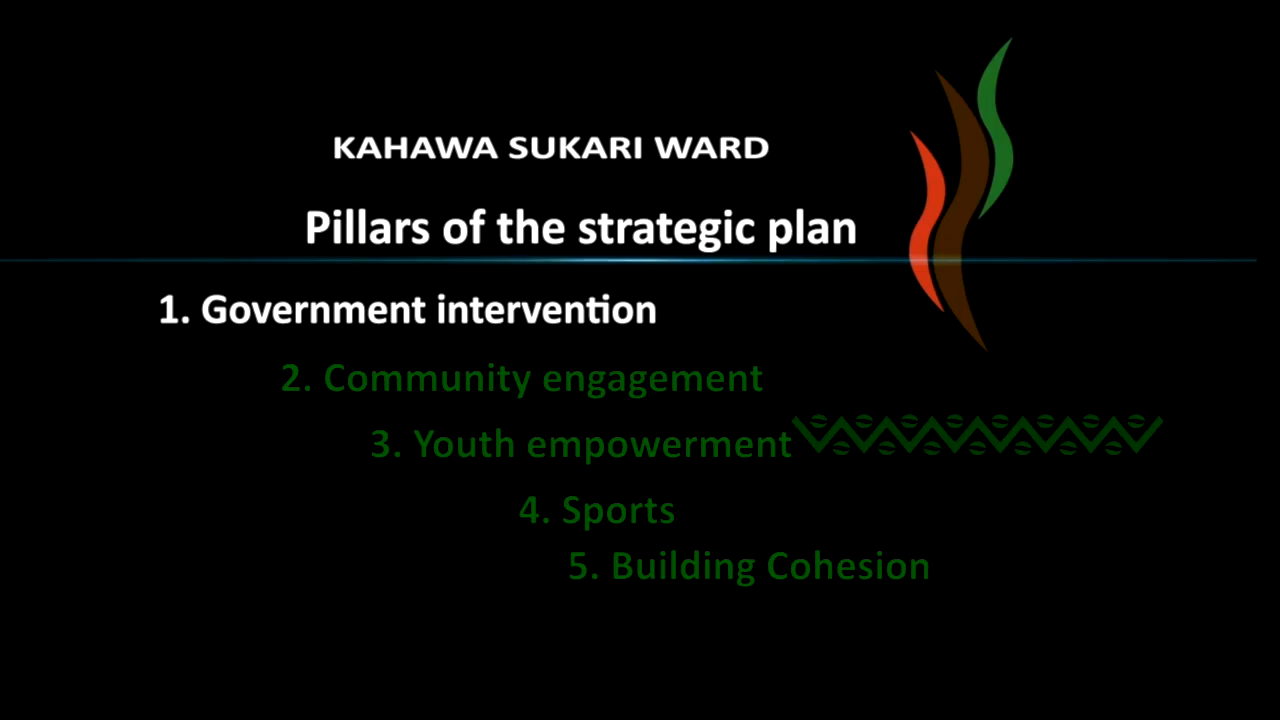 KAHAWA SUKARI WARD
Pillars of the strategic plan
1. Government intervention
2. Community engagement
3. Youth empowerment
4. Sports
5. Building Cohesion